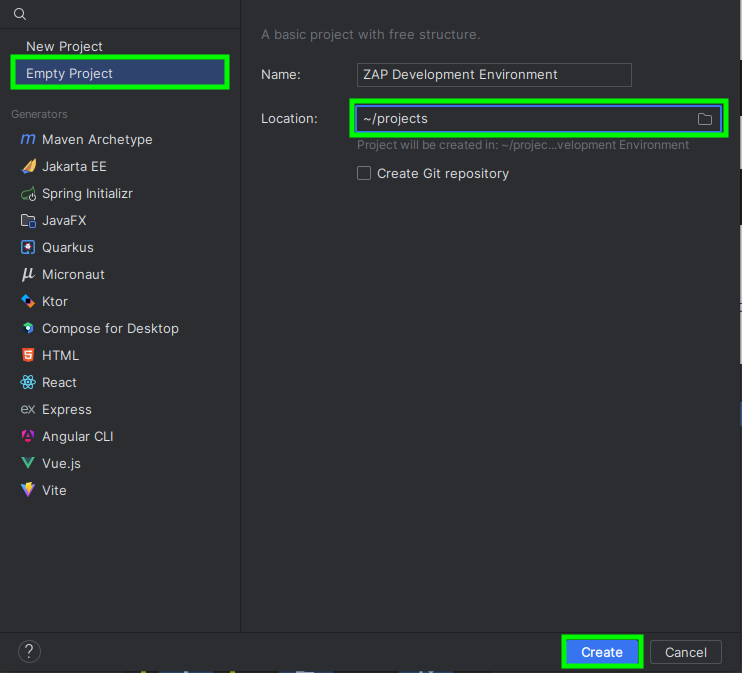 New Project
Empty Project
Generators
Maven Archetype
Jakarta EE
Spring Initializr
JavaFX
Quarkus
Micronaut
Ktor
Compose for Desktop
HTML
React
Express
Angular CLI
Vue.js
Vite
A basic project with free structure.
Name: ZAP Development Environment
Location: ~/projects
Project will be created in: ~/projec...velopment Environment
Create Git repository
? Create Cancel